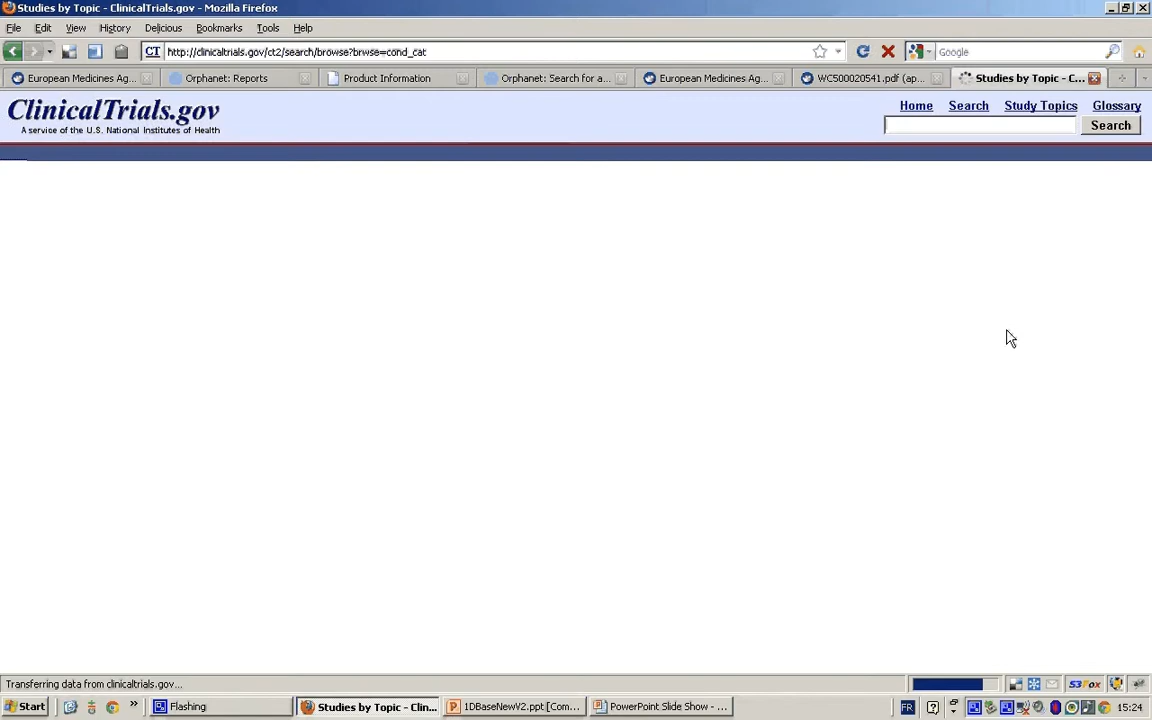 Studies by Topic - ClinicalTrials.gov - Mozilla Firefox
File Edit View History Delicious Bookmarks Tools Help
CT http://clinicaltrials.gov/ct2/search/browse?brwse=cond_cat Google
European Medicines Ag... Orphanet: Reports Product Information Orphanet: Search for a... European Medicines Ag... WC500020541.pdf (ap... Studies by Topic - C...
ClinicalTrials.gov
A service of the U.S. National Institutes of Health
Home Search Study Topics Glossary
Search
Transferring data from clinicaltrials.gov... S3Fox
Start Flashing Studies by Topic - Clin... 1DBaseNewV2.ppt [Com... PowerPoint Slide Show - ... FR 15:24